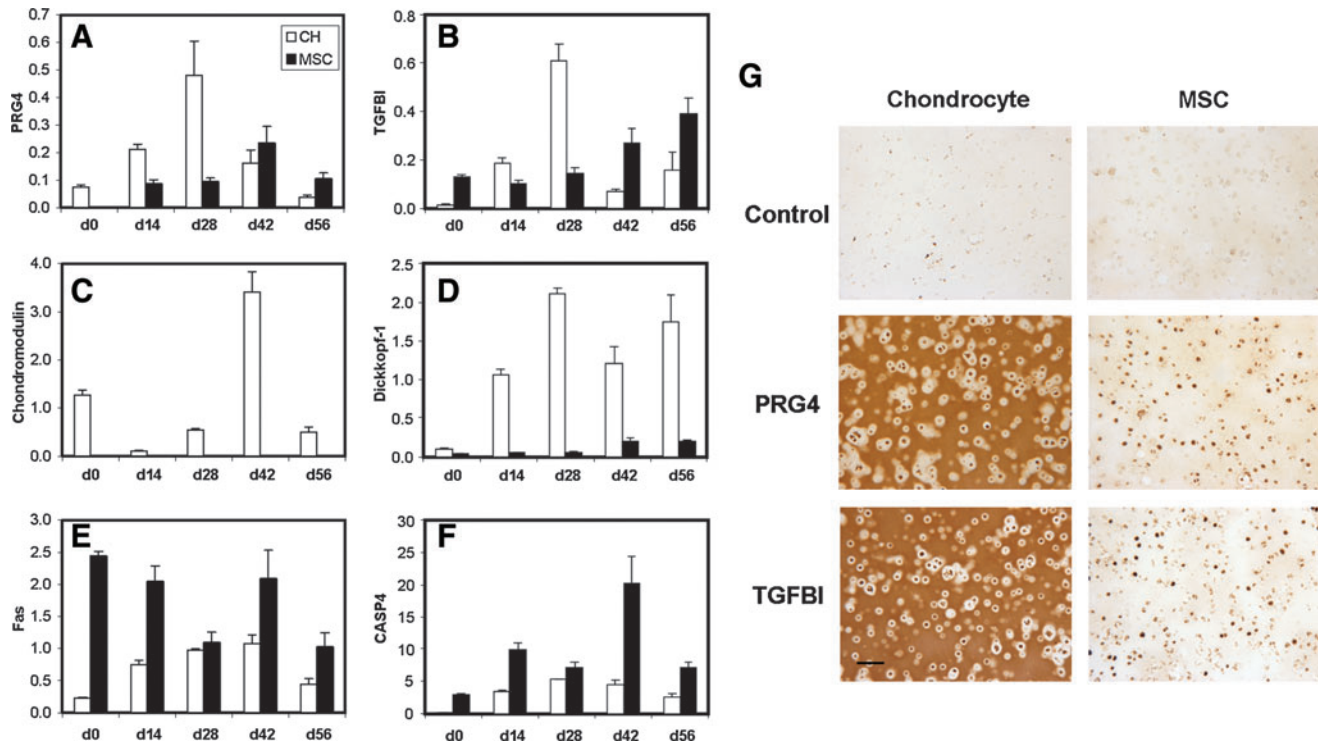 A
CH
MSC
PRG4
0.7
0.6
0.5
0.4
0.3
0.2
0.1
0.0
d0 d14 d28 d42 d56
B
TGFBI
0.8
0.6
0.4
0.2
0.0
d0 d14 d28 d42 d56
C
Chondromodulin
4.0
3.0
2.0
1.0
0.0
d0 d14 d28 d42 d56
D
Dickkopf-1
2.5
2.0
1.5
1.0
0.5
0.0
d0 d14 d28 d42 d56
E
Fas
3.0
2.5
2.0
1.5
1.0
0.5
0.0
d0 d14 d28 d42 d56
F
CASP4
30
25
20
15
10
5
0
d0 d14 d28 d42 d56
G
Chondrocyte MSC
Control
PRG4
TGFBI